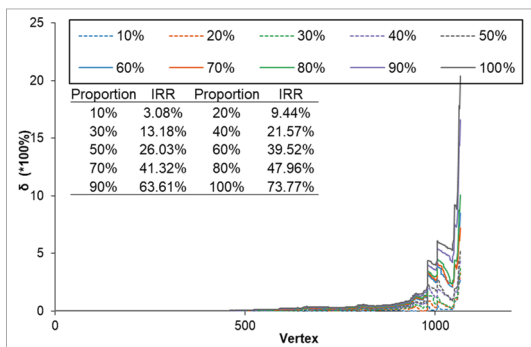 25
20
15
10
5
0
δ (*100%)
10% 20% 30% 40% 50%
60% 70% 80% 90% 100%
Proportion IRR Proportion IRR
10% 3.08% 20% 9.44%
30% 13.18% 40% 21.57%
50% 26.03% 60% 39.52%
70% 41.32% 80% 47.96%
90% 63.61% 100% 73.77%
0 500 1000
Vertex